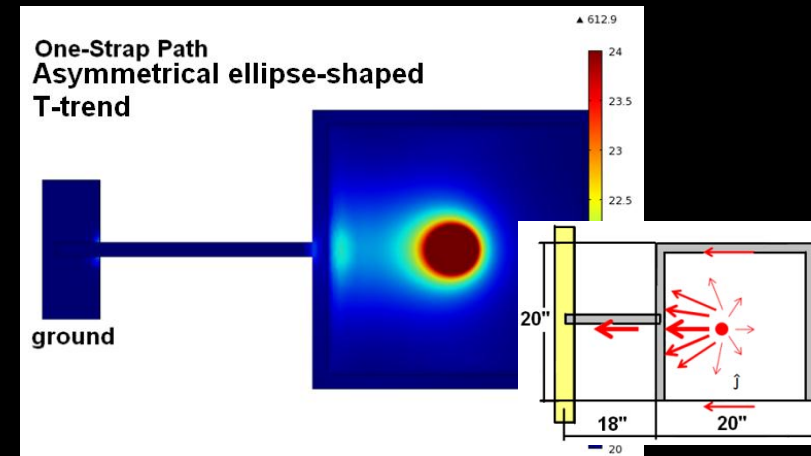 ▲ 612.9
One-Strap Path
Asymmetrical ellipse-shaped
T-trend
24
23.5
23
22.5
ground
20"
ĵ
18"
20"
20